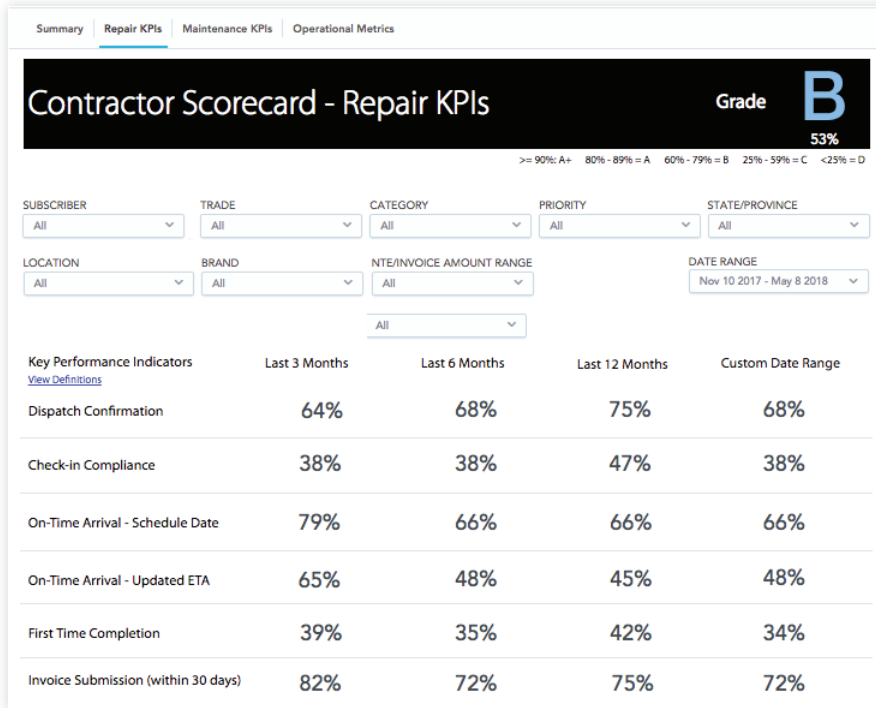 Summary Repair KPIs Maintenance KPIs Operational Metrics
Contractor Scorecard - Repair KPIs Grade B
53%
>= 90%: A+ 80% - 89% = A 60% - 79% = B 25% - 59% = C <25% = D
SUBSCRIBER TRADE CATEGORY PRIORITY STATE/PROVINCE
All All All All All
LOCATION BRAND NTE/INVOICE AMOUNT RANGE DATE RANGE
All All All Nov 10 2017 - May 8 2018
All
Key Performance Indicators Last 3 Months Last 6 Months Last 12 Months Custom Date Range
View Definitions
Dispatch Confirmation 64% 68% 75% 68%
Check-in Compliance 38% 38% 47% 38%
On-Time Arrival - Schedule Date 79% 66% 66% 66%
On-Time Arrival - Updated ETA 65% 48% 45% 48%
First Time Completion 39% 35% 42% 34%
Invoice Submission (within 30 days) 82% 72% 75% 72%